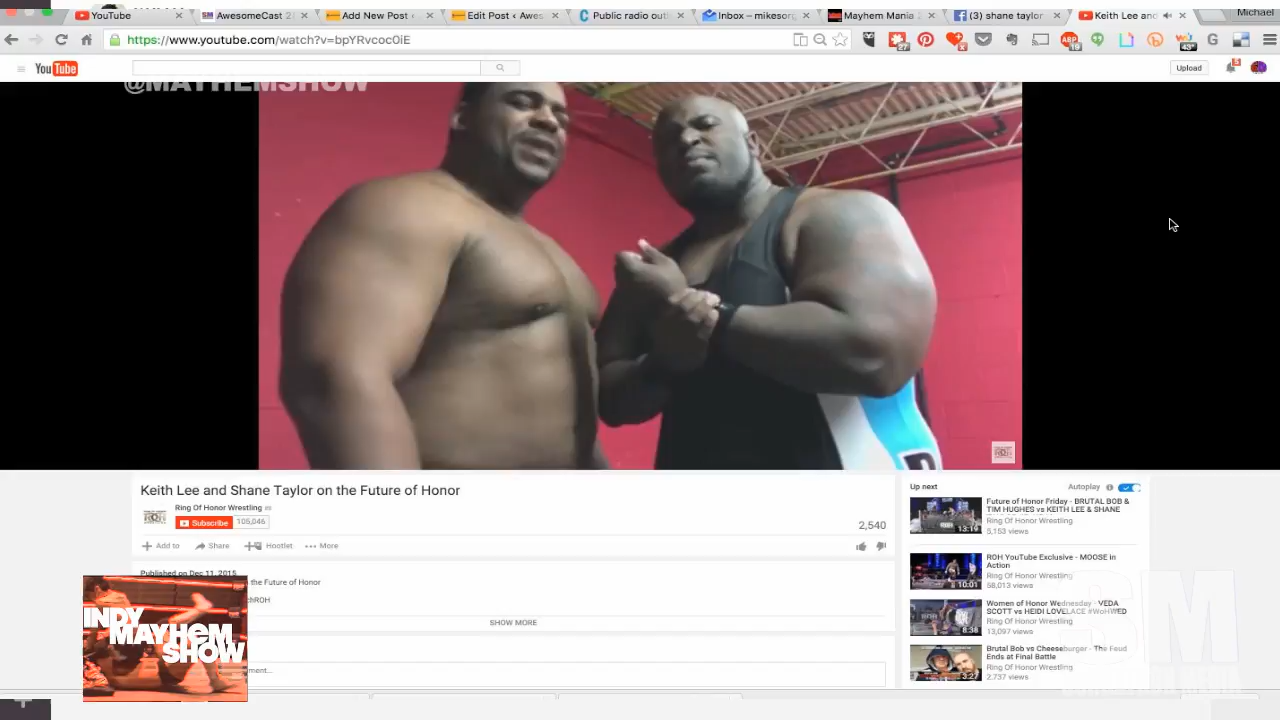 YouTube
AwesomeCast 2
Add New Post
Edit Post ‹ Awes
Public radio out
Inbox – mikesor
Mayhem Mania 2
(3) shane taylor
Keith Lee and
Michael
https://www.youtube.com/watch?v=bpYRvcocOiE
YouTube
Upload
@MAYHEMSHOW
Keith Lee and Shane Taylor on the Future of Honor
Ring Of Honor Wrestling
Subscribe 105,046
2,540
Add to Share Hootlet More
Published on Dec 11, 2015
the Future of Honor
hROH
SHOW MORE
ment...
INDY
MAYHEM
SHOW
Up next
Autoplay
Future of Honor Friday - BRUTAL BOB &
TIM HUGHES vs KEITH LEE & SHANE
Ring Of Honor Wrestling
5,153 views
13:19
ROH YouTube Exclusive - MOOSE in
Action
Ring Of Honor Wrestling
58,013 views
10:01
Women of Honor Wednesday - VEDA
SCOTT vs HEIDI LOVELACE #WoHWED
Ring Of Honor Wrestling
13,097 views
8:38
Brutal Bob vs Cheeseburger - The Feud
Ends at Final Battle
Ring Of Honor Wrestling
2,737 views
3:27
SM